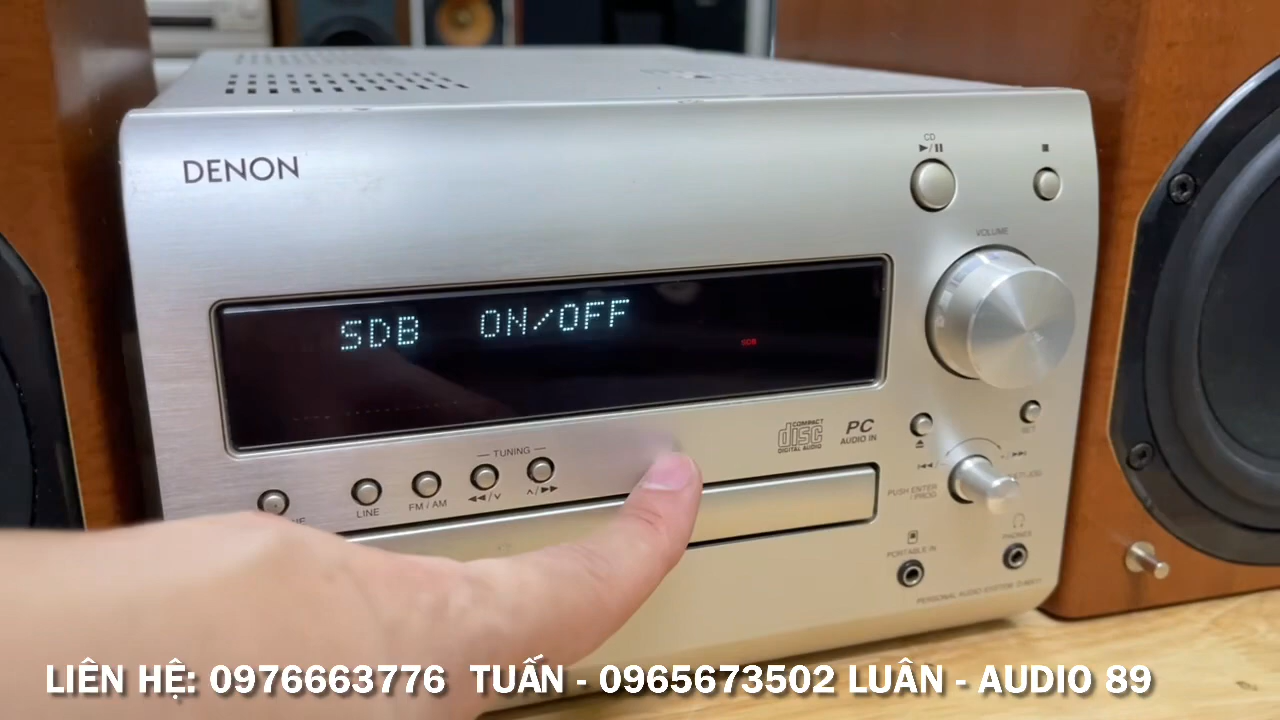 DENON
CD
VOLUME
SDB ON/OFF
SDB
COMPACT
disc
DIGITAL AUDIO
PC
AUDIO IN
TUNING
LINE
FM / AM
PUSH ENTER
/ PROG
PORTABLE IN
PHONES
PERSONAL AUDIO SYSTEM
LIÊN HỆ: 0976663776 TUẤN - 0965673502 LUÂN - AUDIO 89